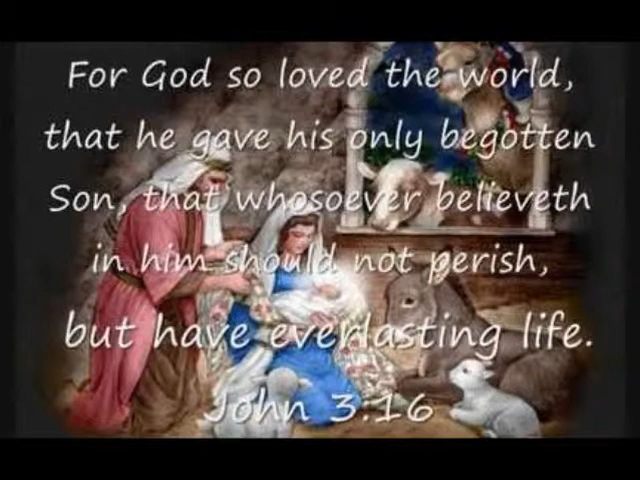 For God so loved the world,
that he gave his only begotten
Son, that whosoever believeth
in him should not perish,
but have everlasting life.
John 3:16